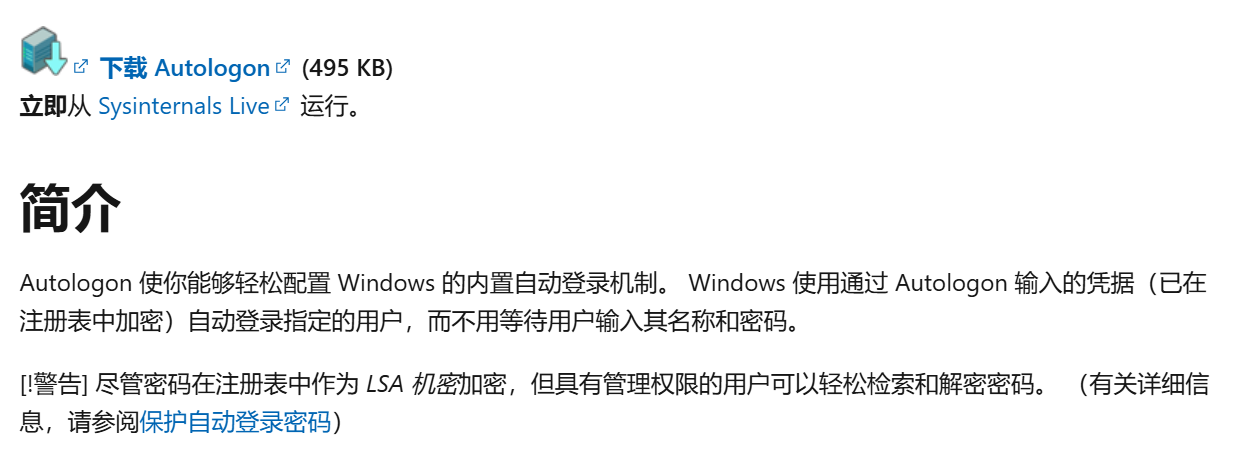 下载 Autologon (495 KB)
立即从 Sysinternals Live 运行。
简介
Autologon 使你能够轻松配置 Windows 的内置自动登录机制。 Windows 使用通过 Autologon 输入的凭据（已在
注册表中加密）自动登录指定的用户，而不用等待用户输入其名称和密码。
[!警告] 尽管密码在注册表中作为 LSA 机密加密，但具有管理权限的用户可以轻松检索和解密密码。 （有关详细信
息，请参阅保护自动登录密码）